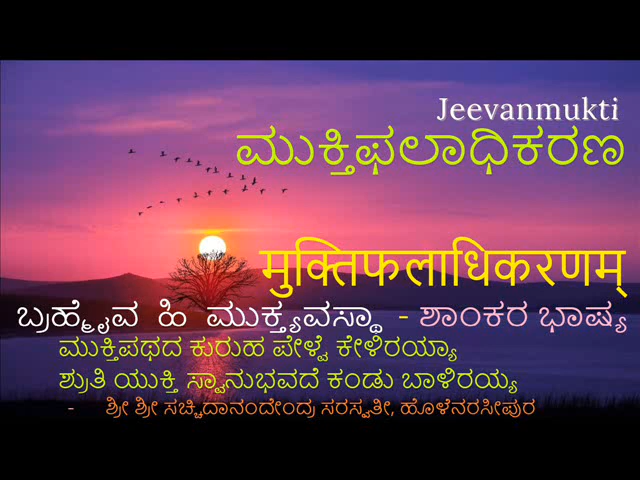 Jeevanmukti
ಮುಕ್ತಿಫಲಾಧಿಕರಣ
मुक्तिफलाधिकरणम्
ಬ್ರಹ್ಮೈವ ಹಿ ಮುಕ್ತ್ಯವಸ್ಥಾ - ಶಾಂಕರ ಭಾಷ್ಯ
ಮುಕ್ತಿಪಥದ ಕುರುಹ ಪೇಳ್ವೆ ಕೇಳಿರಯ್ಯಾ
ಶ್ರುತಿ ಯುಕ್ತಿ ಸ್ವಾನುಭವದೆ ಕಂಡು ಬಾಳಿರಯ್ಯ
- ಶ್ರೀ ಶ್ರೀ ಸಚ್ಚಿದಾನಂದೇಂದ್ರ ಸರಸ್ವತೀ, ಹೊಳೆನರಸೀಪುರ